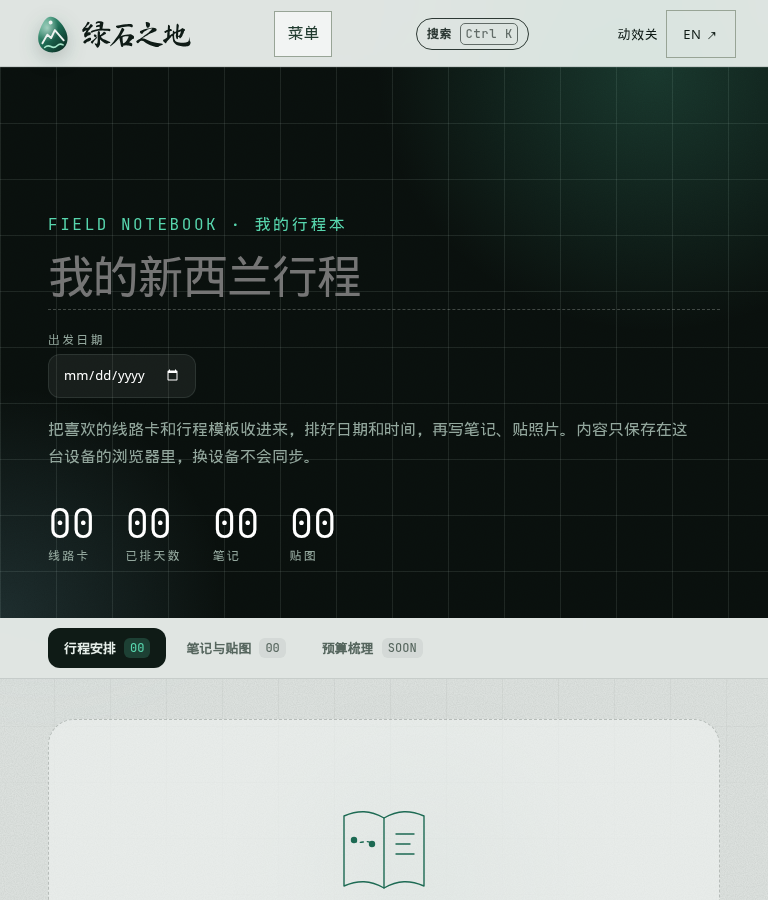 绿石之地
菜单
搜索 Ctrl K
动效关
EN ↗
FIELD NOTEBOOK · 我的行程本
我的新西兰行程
出发日期
mm/dd/yyyy
把喜欢的线路卡和行程模板收进来，排好日期和时间，再写笔记、贴照片。内容只保存在这
台设备的浏览器里，换设备不会同步。
00 00 00 00
线路卡 已排天数 笔记 贴图
行程安排 00 笔记与贴图 00 预算梳理 SOON